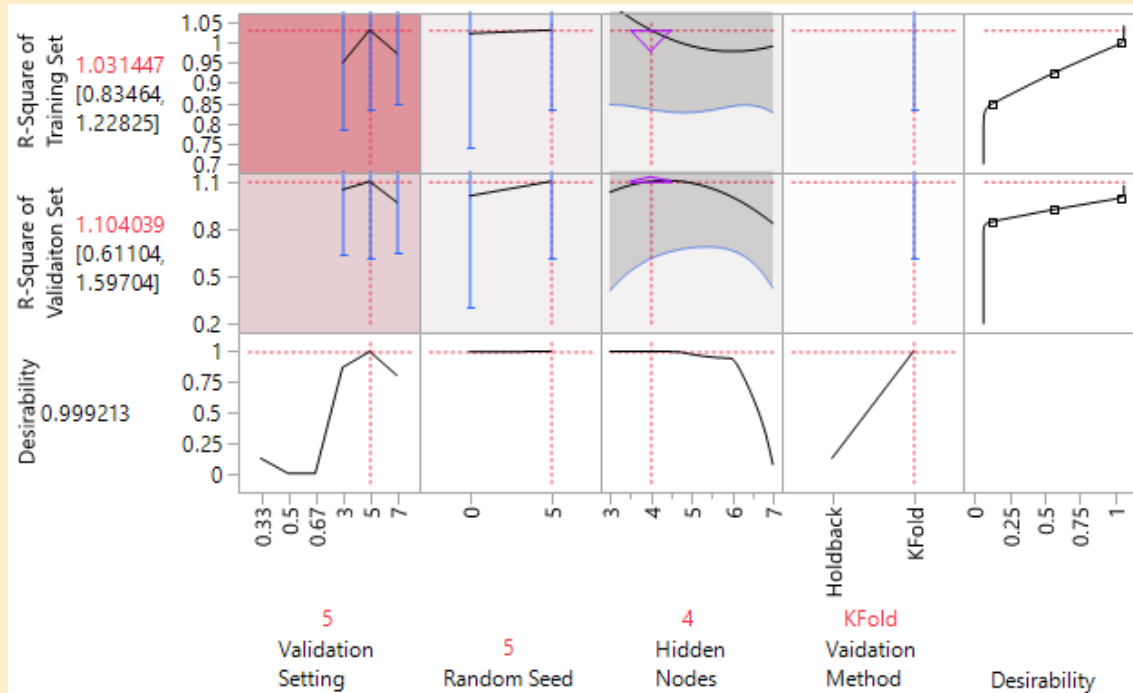 R-Square of
Training Set
1.031447
[0.83464,
1.22825]
1.05
1
0.95
0.9
0.85
0.8
0.75
0.7
R-Square of
Validaiton Set
1.104039
[0.61104,
1.59704]
1.1
0.8
0.5
0.2
Desirability
0.999213
1
0.75
0.5
0.25
0
0.33
0.5
0.67
3
5
7
0
5
3
4
5
6
7
Holdback
KFold
0
0.25
0.5
0.75
1
5
Validation
Setting
5
Random Seed
4
Hidden
Nodes
KFold
Vaidation
Method
Desirability